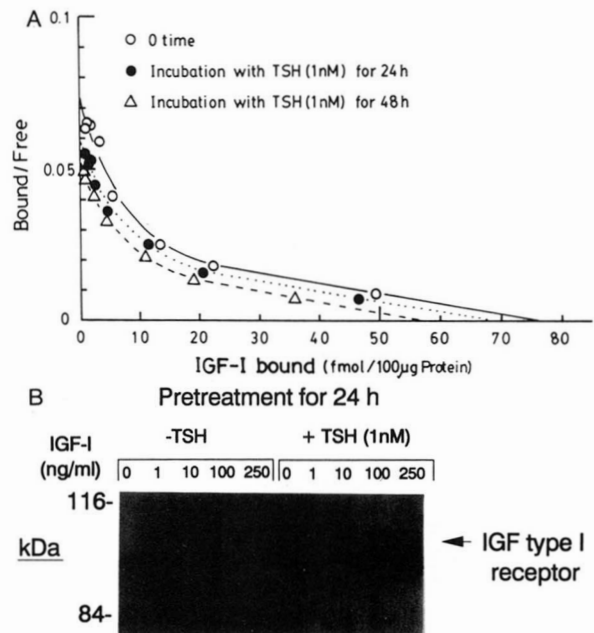 A
0.1
O 0 time
● Incubation with TSH (1nM) for 24h
△ Incubation with TSH (1nM) for 48h
Bound/Free
0.05
0
0 10 20 30 40 50 60 70 80
IGF-I bound (fmol/100μg Protein)
B Pretreatment for 24 h
IGF-I -TSH + TSH (1nM)
(ng/ml) 0 1 10 100 250 0 1 10 100 250
116-
kDa
IGF type I
receptor
84-